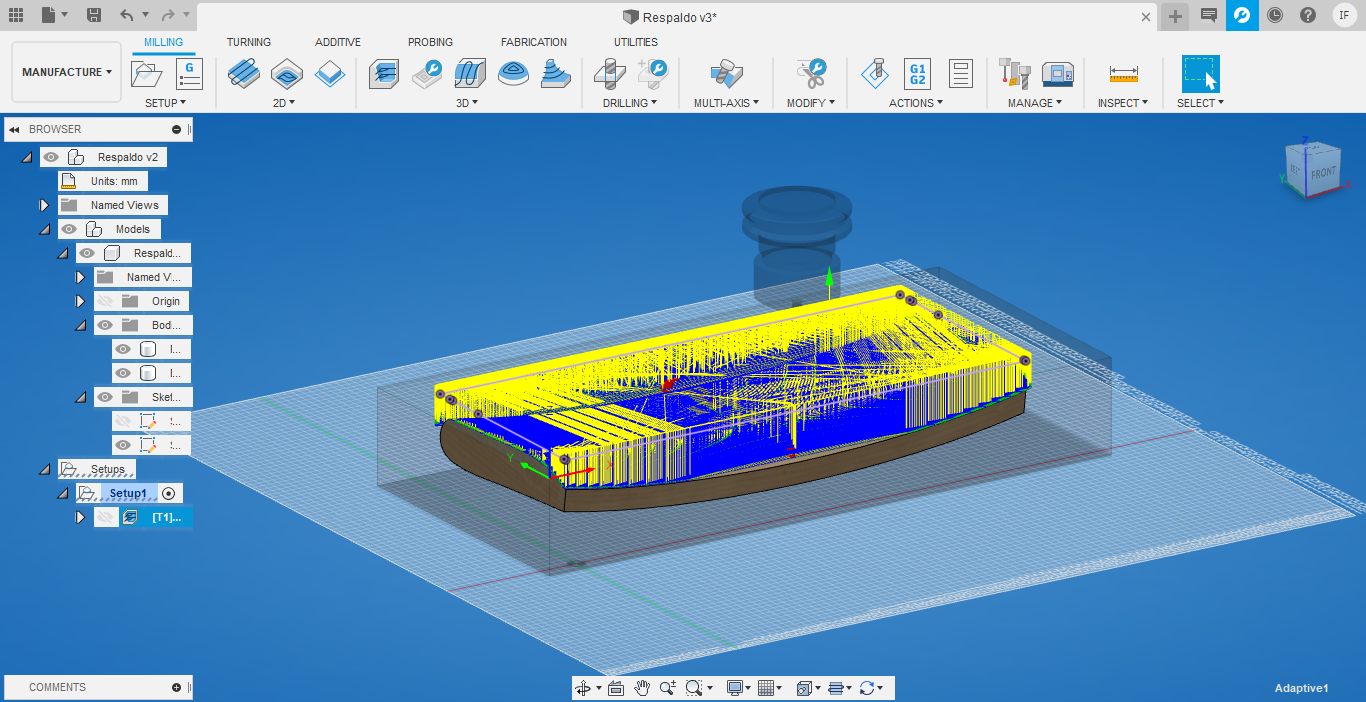 Respaldo v3*
IF
MILLING TURNING ADDITIVE PROBING FABRICATION UTILITIES
MANUFACTURE
G
G1
G2
SETUP 2D 3D DRILLING MULTI-AXIS MODIFY ACTIONS MANAGE INSPECT SELECT
BROWSER
Respaldo v2
Units: mm
Named Views
Models
Respald...
Named V'...
Origin
Bod...
I...
I...
Skel...
:...
:...
Setups
Setup1
[T1]...
Z
FRONT
Y
X
Y
X
COMMENTS
Adaptive1